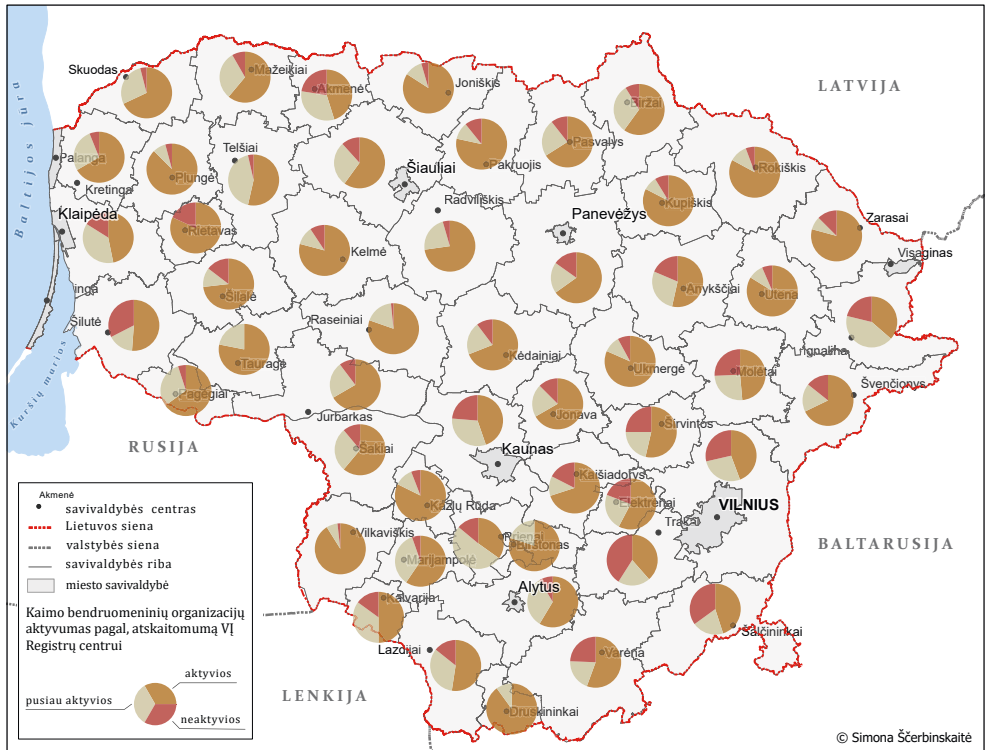 LATVIJA
Skuodas
Mažeikiai
Akmenė
Joniškis
Biržai
Baltijos jūra
Palanga
Kretinga
Plungė
Telšiai
Šiauliai
Pakruojis
Pasvalys
Rokiškis
Klaipėda
Rietavas
Radviliškis
Panevėžys
Kupiškis
Zarasai
Visaginas
Kelmė
Šilalė
Anykščiai
Utena
inga
Šilutė
Raseiniai
Tauragė
Kėdainiai
Ukmergė
Molėtai
Ignalina
Švenčionys
Kuršių marios
Pagėgiai
Jurbarkas
Jonava
Širvintos
RUSIJA
Šakiai
Kaunas
Kaišiadorys
Elektrėnai
VILNIUS
Trakai
BALTARUSIJA
Kazlų Rūda
Vilkaviškis
Prienai
Birštonas
Marijampolė
Kalvarija
Alytus
Šalčininkai
Lazdijai
Varėna
LENKIJA
Druskininkai
Akmenė
savivaldybės centras
Lietuvos siena
valstybės siena
savivaldybės riba
miesto savivaldybė
Kaimo bendruomeninių organizacijų
aktyvumas pagal, atskaitomumą VĮ
Registrų centrui
aktyvios
pusiau aktyvios
neaktyvios
© Simona Ščerbinskaitė